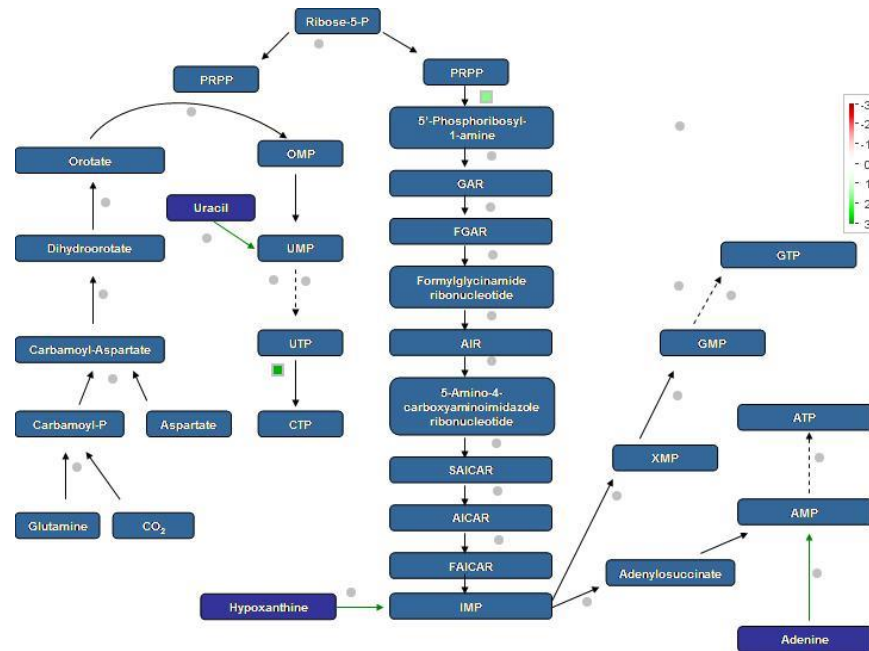 Ribose-5-P
PRPP
PRPP
5'-Phosphoribosyl-
1-amine
Orotate
OMP
GAR
Uracil
FGAR
Dihydroorotate
UMP
GTP
Formylglycinamide
ribonucleotide
Carbamoyl-Aspartate
UTP
AIR
GMP
5-Amino-4-
carboxyaminoimidazole
ribonucleotide
Carbamoyl-P
Aspartate
CTP
ATP
SAICAR
XMP
Glutamine
CO₂
AICAR
AMP
FAICAR
Adenylosuccinate
Hypoxanthine
IMP
Adenine
-3
-2
-1
0
1
2
3